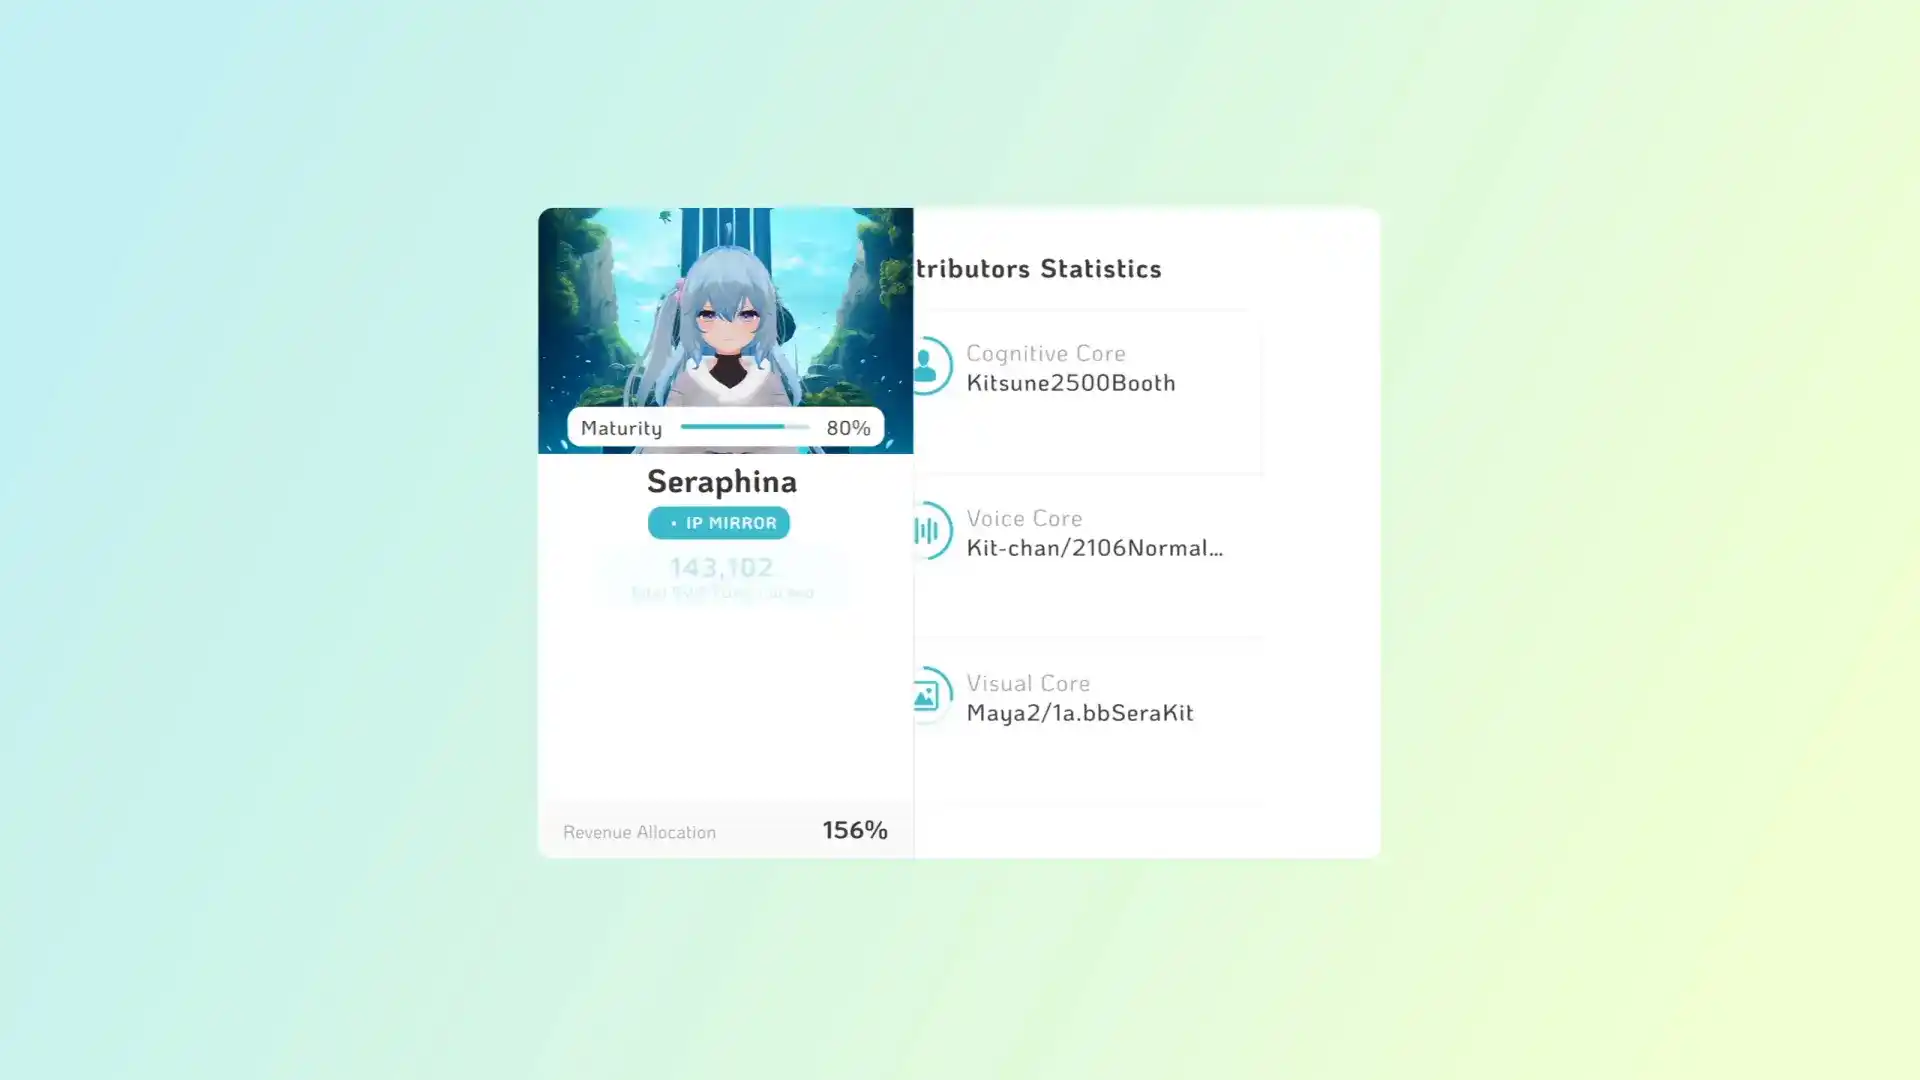 Maturity 80%
Seraphina
• IP MIRROR
143,102
Revenue Allocation 156%
tributors Statistics
Cognitive Core
Kitsune2500Booth
Voice Core
Kit-chan/2106Normal...
Visual Core
Maya2/1a.bbSeraKit